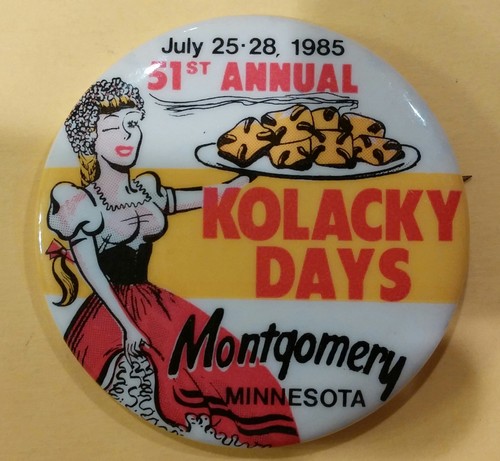 July 25-28, 1985
51ST ANNUAL
KOLACKY
DAYS
Montgomery
MINNESOTA